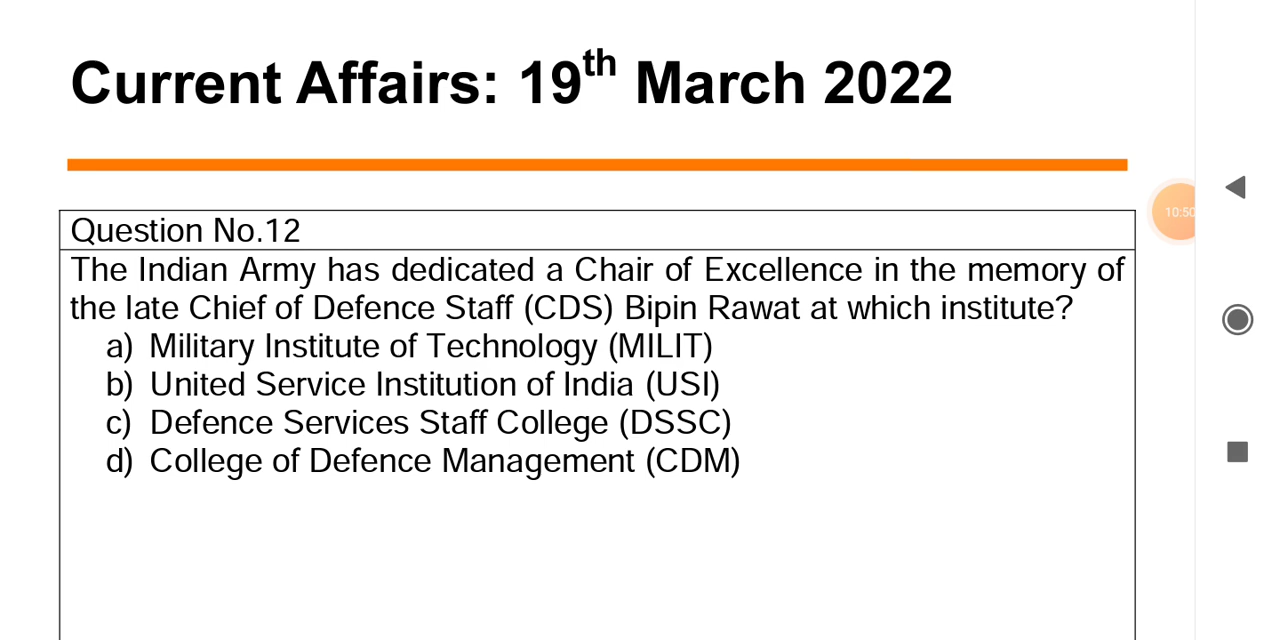 Current Affairs: 19th March 2022
10:50
Question No.12
The Indian Army has dedicated a Chair of Excellence in the memory of
the late Chief of Defence Staff (CDS) Bipin Rawat at which institute?
a) Military Institute of Technology (MILIT)
b) United Service Institution of India (USI)
c) Defence Services Staff College (DSSC)
d) College of Defence Management (CDM)